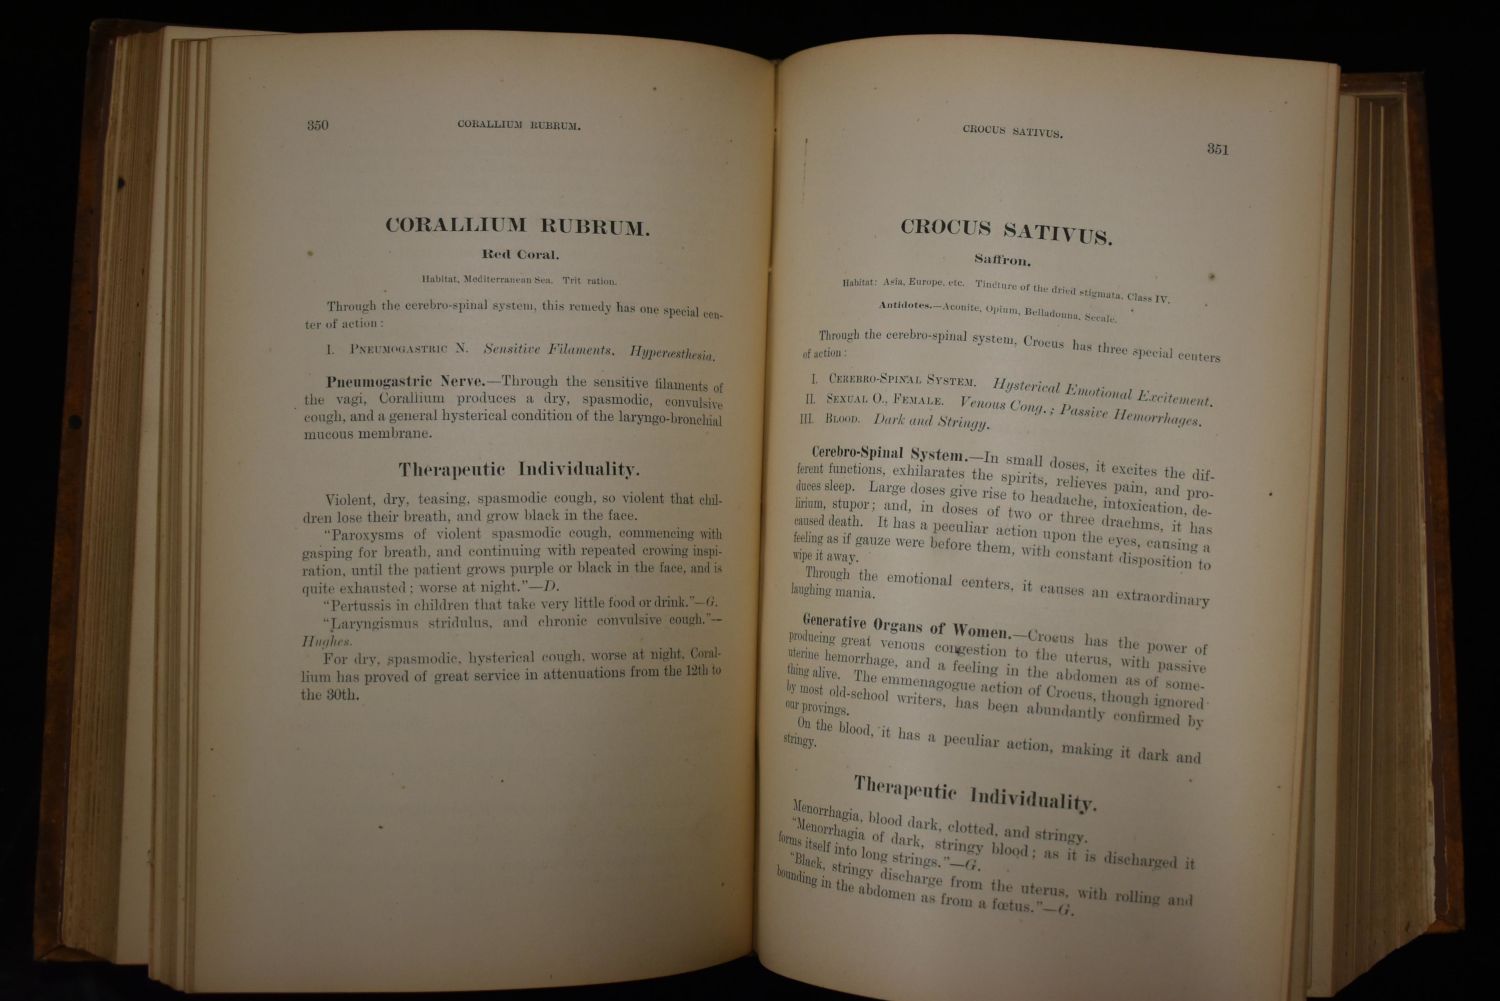 350
CORALLIUM RUBRUM.
CORALLIUM RUBRUM.
Red Coral.
Habitat, Mediterranean Sea. Trit ration.
Through the cerebro-spinal system, this remedy has one special cen-
ter of action:
I. PNEUMOGASTRIC N. Sensitive Filaments. Hyperæsthesia.
Pneumogastric Nerve.—Through the sensitive filaments of
the vagi, Corallium produces a dry, spasmodic, convulsive
cough, and a general hysterical condition of the laryngo-bronchial
mucous membrane.
Therapeutic Individuality.
Violent, dry, teasing, spasmodic cough, so violent that chil-
dren lose their breath, and grow black in the face.
"Paroxysms of violent spasmodic cough, commencing with
gasping for breath, and continuing with repeated crowing inspi-
ration, until the patient grows purple or black in the face, and is
quite exhausted; worse at night."—D.
"Pertussis in children that take very little food or drink."—G.
"Laryngismus stridulus, and chronic convulsive cough."—
Hughes.
For dry, spasmodic, hysterical cough, worse at night, Coral-
lium has proved of great service in attenuations from the 12th to
the 30th.
CROCUS SATIVUS.
351
CROCUS SATIVUS.
Saffron.
Habitat: Asia, Europe, etc. Tincture of the dried stigmata. Class IV.
Antidotes.—Aconite, Opium, Belladonna, Secale.
Through the cerebro-spinal system, Crocus has three special centers
of action:
I. CEREBRO-SPINAL SYSTEM. Hysterical Emotional Excitement.
II. SEXUAL O., FEMALE. Venous Cong.; Passive Hemorrhages.
III. BLOOD. Dark and Stringy.
Cerebro-Spinal System.—In small doses, it excites the dif-
ferent functions, exhilarates the spirits, relieves pain, and pro-
duces sleep. Large doses give rise to headache, intoxication, de-
lirium, stupor; and, in doses of two or three drachms, it has
caused death. It has a peculiar action upon the eyes, causing a
feeling as if gauze were before them, with constant disposition to
wipe it away.
Through the emotional centers, it causes an extraordinary
laughing mania.
Generative Organs of Women.—Crocus has the power of
producing great venous congestion to the uterus, with passive
uterine hemorrhage, and a feeling in the abdomen as of some-
thing alive. The emmenagogue action of Crocus, though ignored
by most old-school writers, has been abundantly confirmed by
our provings.
On the blood, it has a peculiar action, making it dark and
stringy.
Therapeutic Individuality.
Menorrhagia, blood dark, clotted, and stringy.
"Menorrhagia of dark, stringy blood; as it is discharged it
forms itself into long strings."—G.
"Black, stringy discharge from the uterus, with rolling and
bounding in the abdomen as from a fœtus."—G.